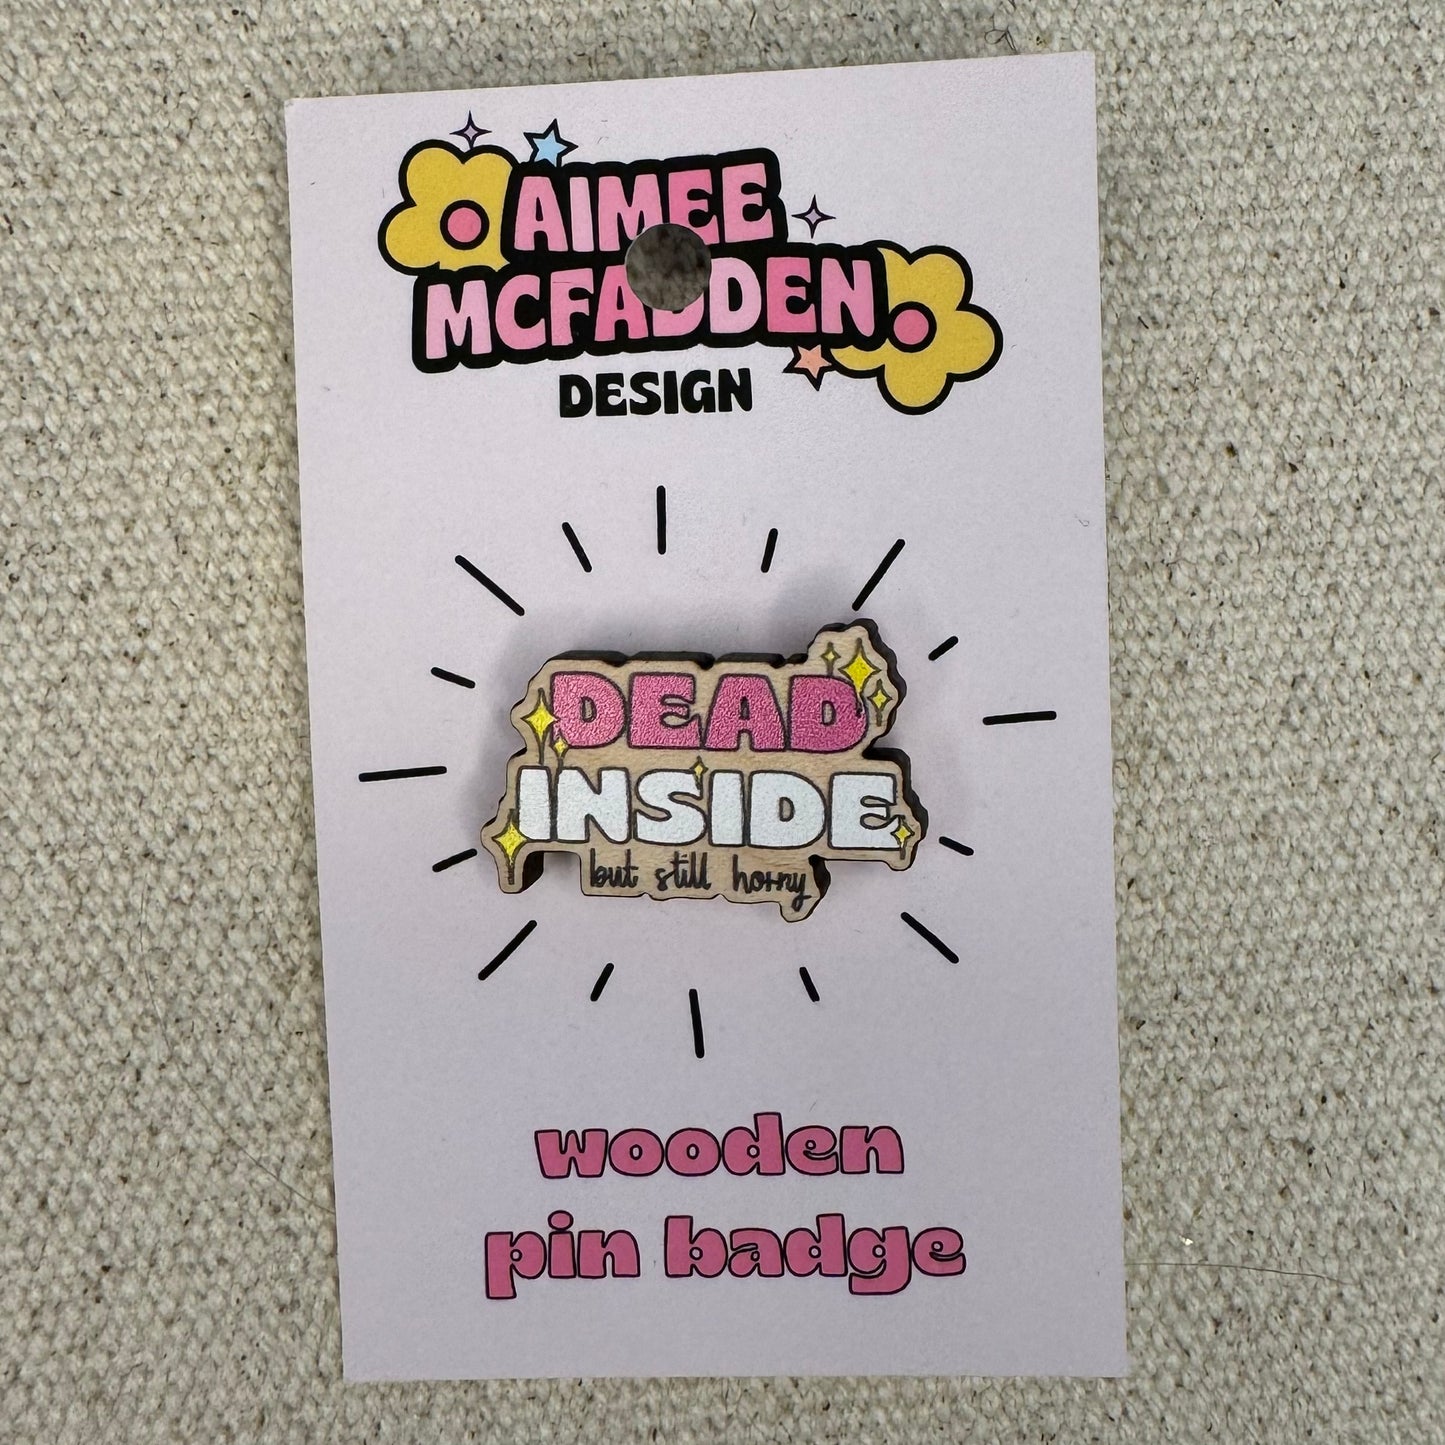 AIMEE
MCFADDEN
DESIGN
DEAD
INSIDE
but still horny
wooden
pin badge